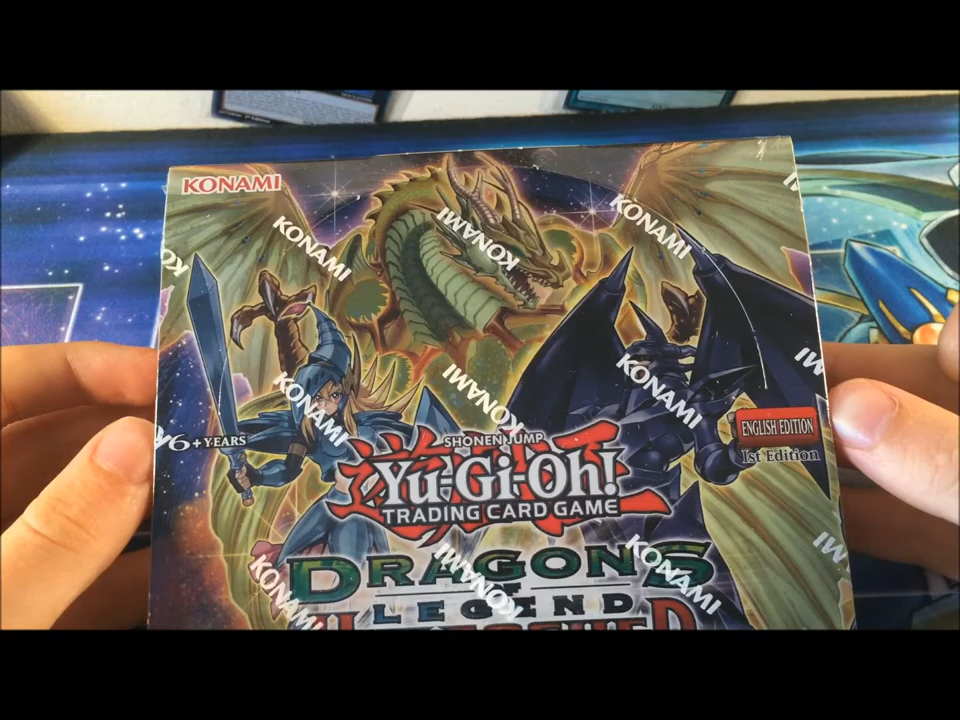 KONAMI
KONAMI
KONAMI
KONAMI
KONAMI
KONAMI
KONAMI
6+YEARS
SHONEN JUMP
Yu-Gi-Oh!
TRADING CARD GAME
ENGLISH EDITION
1st Edition
KONAMI
KONAMI
KONAMI
DRAGONS
OF
LEGEND